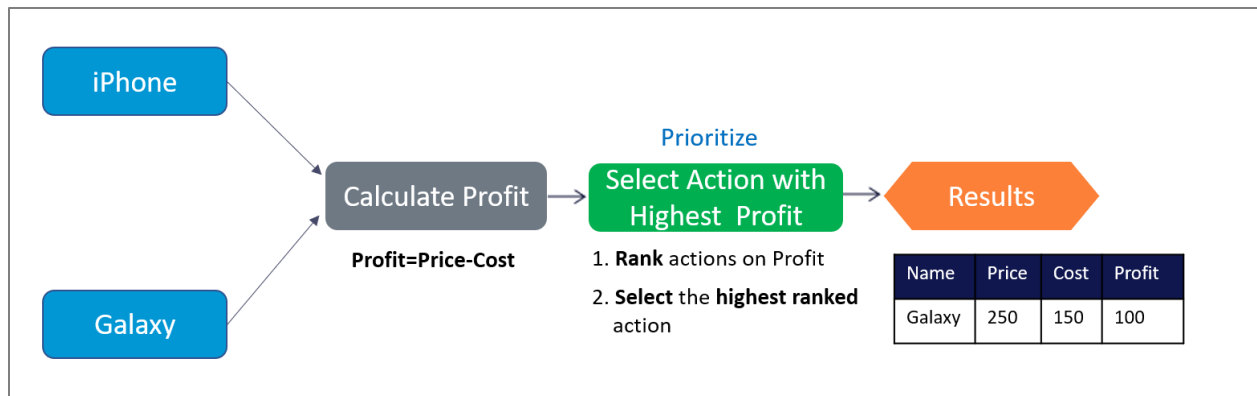 iPhone
Galaxy
Calculate Profit
Profit=Price-Cost
Prioritize
Select Action with
Highest Profit
1. Rank actions on Profit
2. Select the highest ranked
action
Results
Name Price Cost Profit
Galaxy 250 150 100